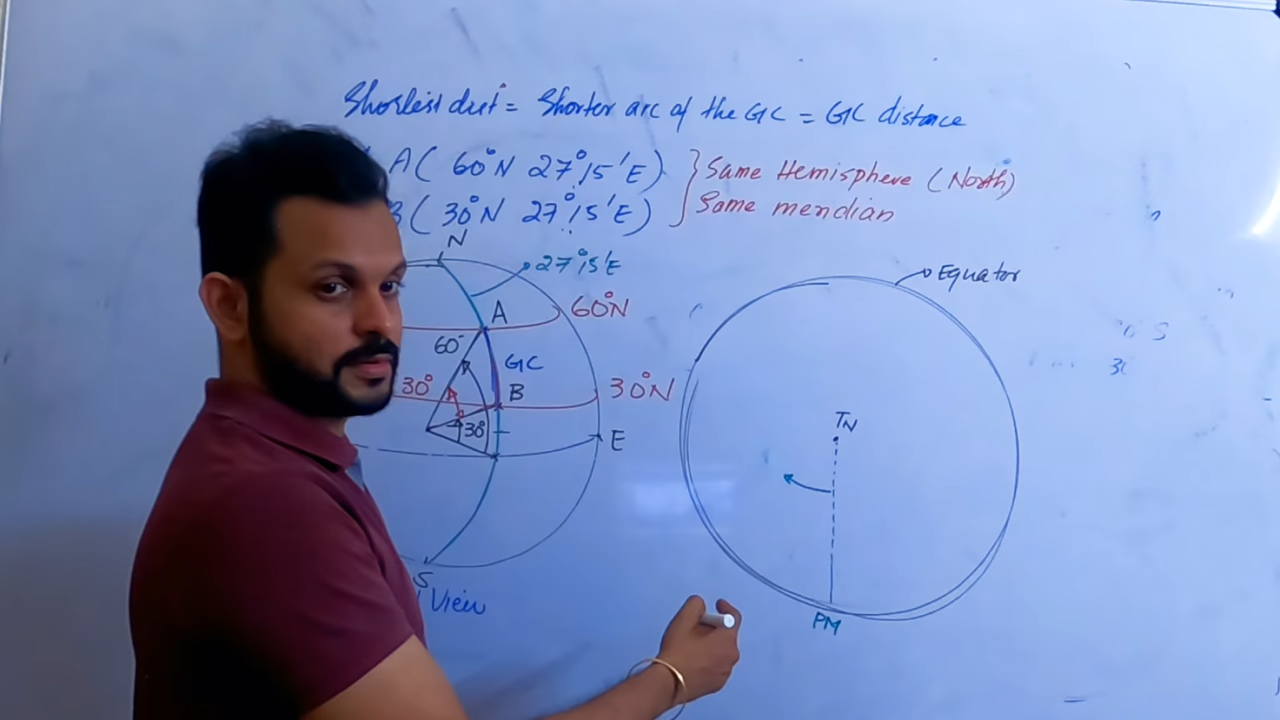 Shortest dist = Shorter arc of the GC = GC distance
A ( 60°N 27°15'E)
B ( 30°N 27°15'E)
Same Hemisphere (North)
Same meridian
N
27°15'E
A
60°N
60°
GC
30°
B
30°N
30°
E
S
View
Equator
TN
PM